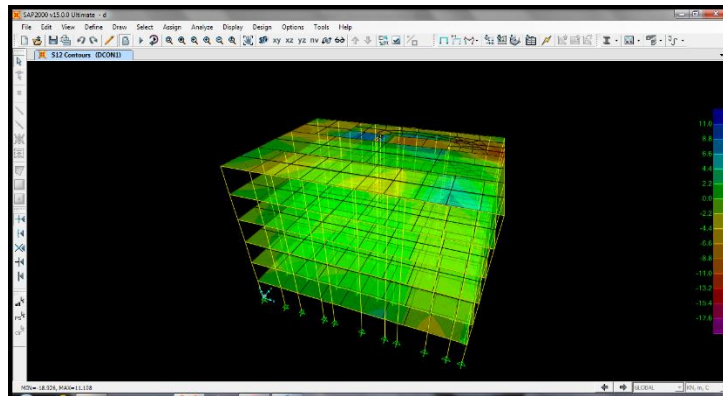 SAP2000 v15.0.0 Ultimate - d
File Edit View Define Draw Select Assign Analyze Display Design Options Tools Help
xy xz yz nv
S12 Contours (DCON1)
11.0
8.8
6.6
4.4
2.2
0.0
-2.2
-4.4
-6.6
-8.8
-11.0
-13.2
-15.4
-17.6
MIN=-18.326, MAX=11.138
GLOBAL
KN, m, C